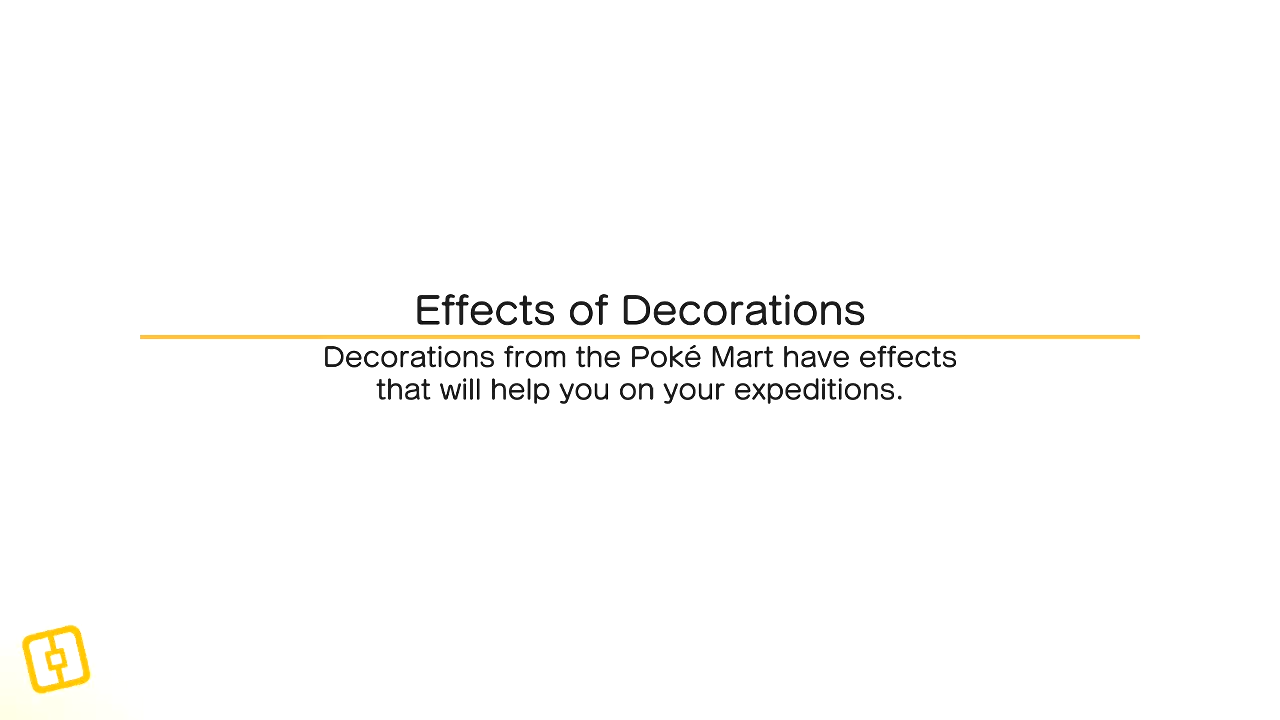 Effects of Decorations
Decorations from the Poké Mart have effects
that will help you on your expeditions.